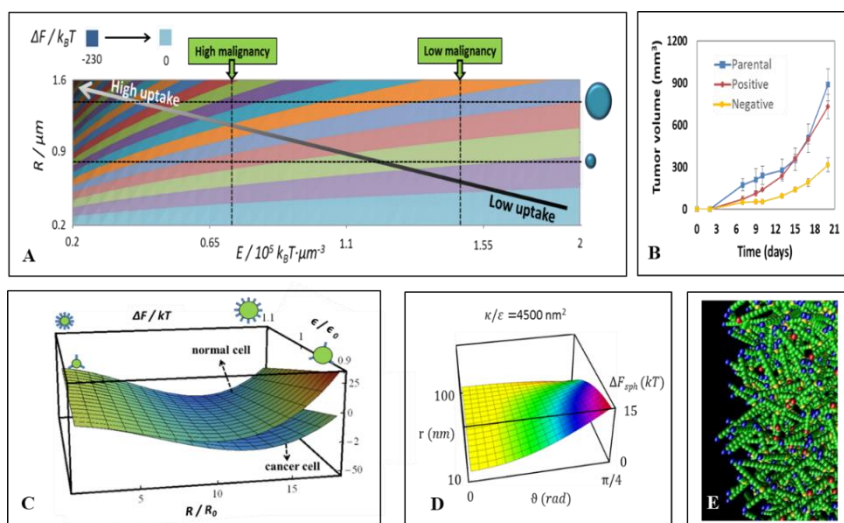 ΔF / k_BT
-230
0
High malignancy
Low malignancy
1.6
0.9
0.2
R / μm
High uptake
Low uptake
0.2
0.65
1.1
1.55
2
E / 10⁵ k_BT·μm⁻³
A
1200
900
600
300
0
Tumor volume (mm³)
Parental
Positive
Negative
0 3 6 9 12 15 18 21
Time (days)
B
ΔF / kT
ϵ/ϵ₀
1.1
1
0.9
normal cell
cancer cell
25
0
−2
−50
5
10
15
R / R₀
C
κ/ε =4500 nm²
ΔF_sph (kT)
100
r (nm)
10
15
0
0
π/4
ϑ (rad)
D
E